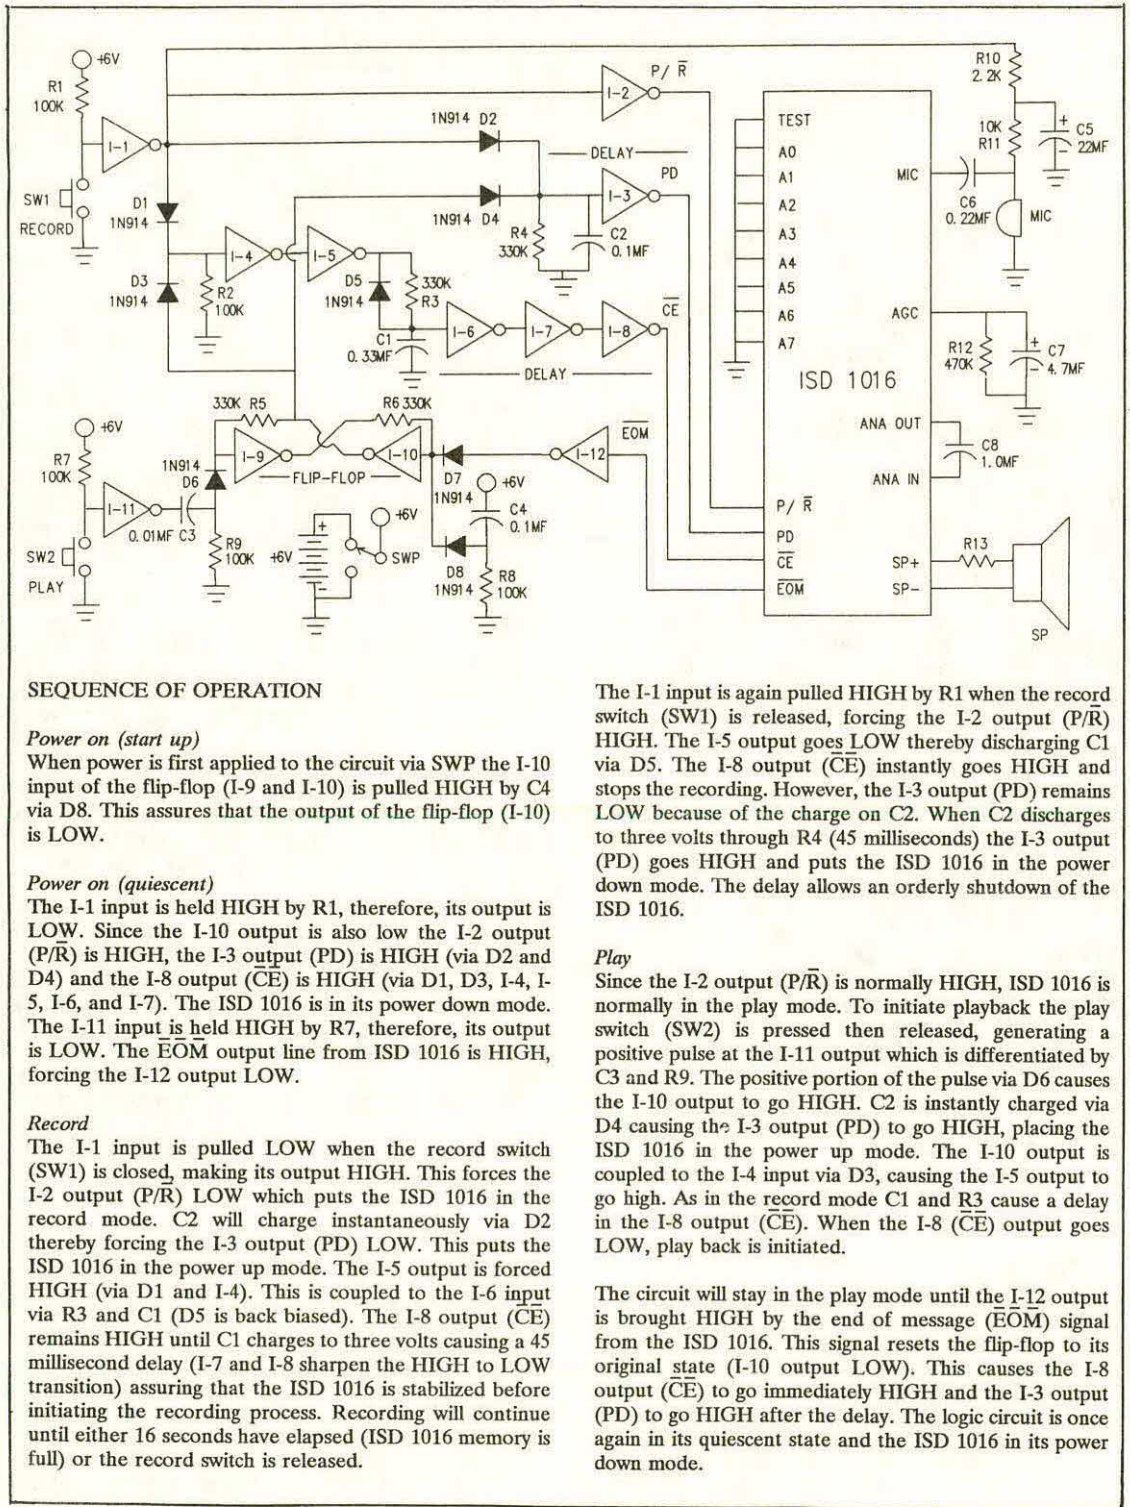 +6V
R1
100K
SW1
RECORD
I-1
D1
1N914
D3
1N914
R2
100K
I-4
I-5
D5
1N914
330K
R3
C1
0.33MF
I-6
I-7
I-8
C̅E̅
DELAY
1N914 D2
1N914 D4
DELAY
I-2
P/R̅
I-3
PD
R4
330K
C2
0.1MF
330K R5
R6 330K
I-9
I-10
FLIP-FLOP
D7
1N914
I-12
E̅O̅M̅
+6V
R7
100K
SW2
PLAY
I-11
0.01MF C3
1N914
D6
R9
100K
+6V
+
-
+6V
SWP
+6V
C4
0.1MF
D8
1N914
R8
100K
TEST
A0
A1
A2
A3
A4
A5
A6
A7
ISD 1016
MIC
AGC
ANA OUT
ANA IN
P/R̅
PD
C̅E̅
E̅O̅M̅
SP+
SP-
R10
2.2K
10K
R11
+
-
C5
22MF
C6
0.22MF
MIC
R12
470K
+
-
C7
4.7MF
C8
1.0MF
R13
SP
SEQUENCE OF OPERATION
Power on (start up)
When power is first applied to the circuit via SWP the I-10
input of the flip-flop (I-9 and I-10) is pulled HIGH by C4
via D8. This assures that the output of the flip-flop (I-10)
is LOW.
Power on (quiescent)
The I-1 input is held HIGH by R1, therefore, its output is
LOW. Since the I-10 output is also low the I-2 output
(P/R̅) is HIGH, the I-3 output (PD) is HIGH (via D2 and
D4) and the I-8 output (C̅E̅) is HIGH (via D1, D3, I-4, I-
5, I-6, and I-7). The ISD 1016 is in its power down mode.
The I-11 input is held HIGH by R7, therefore, its output
is LOW. The E̅O̅M̅ output line from ISD 1016 is HIGH,
forcing the I-12 output LOW.
Record
The I-1 input is pulled LOW when the record switch
(SW1) is closed, making its output HIGH. This forces the
I-2 output (P/R̅) LOW which puts the ISD 1016 in the
record mode. C2 will charge instantaneously via D2
thereby forcing the I-3 output (PD) LOW. This puts the
ISD 1016 in the power up mode. The I-5 output is forced
HIGH (via D1 and I-4). This is coupled to the I-6 input
via R3 and C1 (D5 is back biased). The I-8 output (C̅E̅)
remains HIGH until C1 charges to three volts causing a 45
millisecond delay (I-7 and I-8 sharpen the HIGH to LOW
transition) assuring that the ISD 1016 is stabilized before
initiating the recording process. Recording will continue
until either 16 seconds have elapsed (ISD 1016 memory is
full) or the record switch is released.
The I-1 input is again pulled HIGH by R1 when the record
switch (SW1) is released, forcing the I-2 output (P/R̅)
HIGH. The I-5 output goes LOW thereby discharging C1
via D5. The I-8 output (C̅E̅) instantly goes HIGH and
stops the recording. However, the I-3 output (PD) remains
LOW because of the charge on C2. When C2 discharges
to three volts through R4 (45 milliseconds) the I-3 output
(PD) goes HIGH and puts the ISD 1016 in the power
down mode. The delay allows an orderly shutdown of the
ISD 1016.
Play
Since the I-2 output (P/R̅) is normally HIGH, ISD 1016 is
normally in the play mode. To initiate playback the play
switch (SW2) is pressed then released, generating a
positive pulse at the I-11 output which is differentiated by
C3 and R9. The positive portion of the pulse via D6 causes
the I-10 output to go HIGH. C2 is instantly charged via
D4 causing the I-3 output (PD) to go HIGH, placing the
ISD 1016 in the power up mode. The I-10 output is
coupled to the I-4 input via D3, causing the I-5 output to
go high. As in the record mode C1 and R3 cause a delay
in the I-8 output (C̅E̅). When the I-8 (C̅E̅) output goes
LOW, play back is initiated.
The circuit will stay in the play mode until the I-12 output
is brought HIGH by the end of message (E̅O̅M̅) signal
from the ISD 1016. This signal resets the flip-flop to its
original state (I-10 output LOW). This causes the I-8
output (C̅E̅) to go immediately HIGH and the I-3 output
(PD) to go HIGH after the delay. The logic circuit is once
again in its quiescent state and the ISD 1016 in its power
down mode.